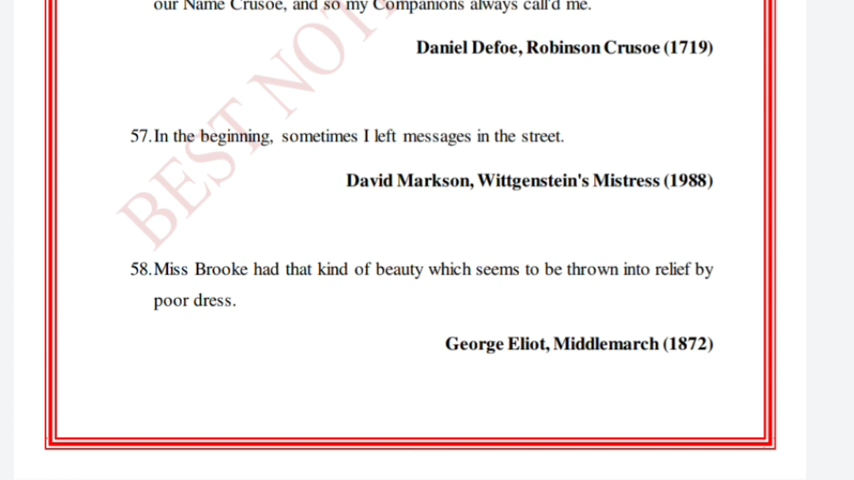 our Name Crusoe, and so my Companions always call'd me.
Daniel Defoe, Robinson Crusoe (1719)
57.In the beginning, sometimes I left messages in the street.
David Markson, Wittgenstein's Mistress (1988)
58.Miss Brooke had that kind of beauty which seems to be thrown into relief by
poor dress.
George Eliot, Middlemarch (1872)
BEST NOT